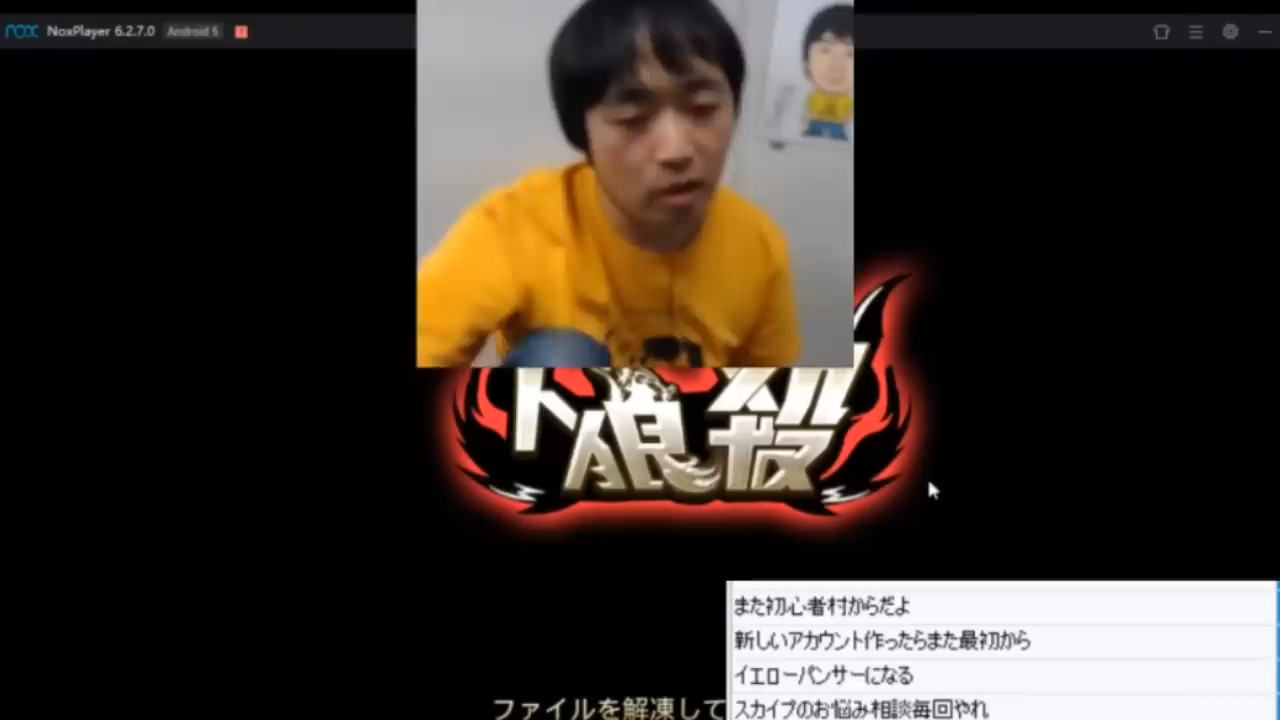 nox NoxPlayer 6.2.7.0 Android 5
人狼 殺
また初心者村からだよ
新しいアカウント作ったらまた最初から
イエローパンサーになる
ファイルを解凍して
スカイプのお悩み相談毎回やれ